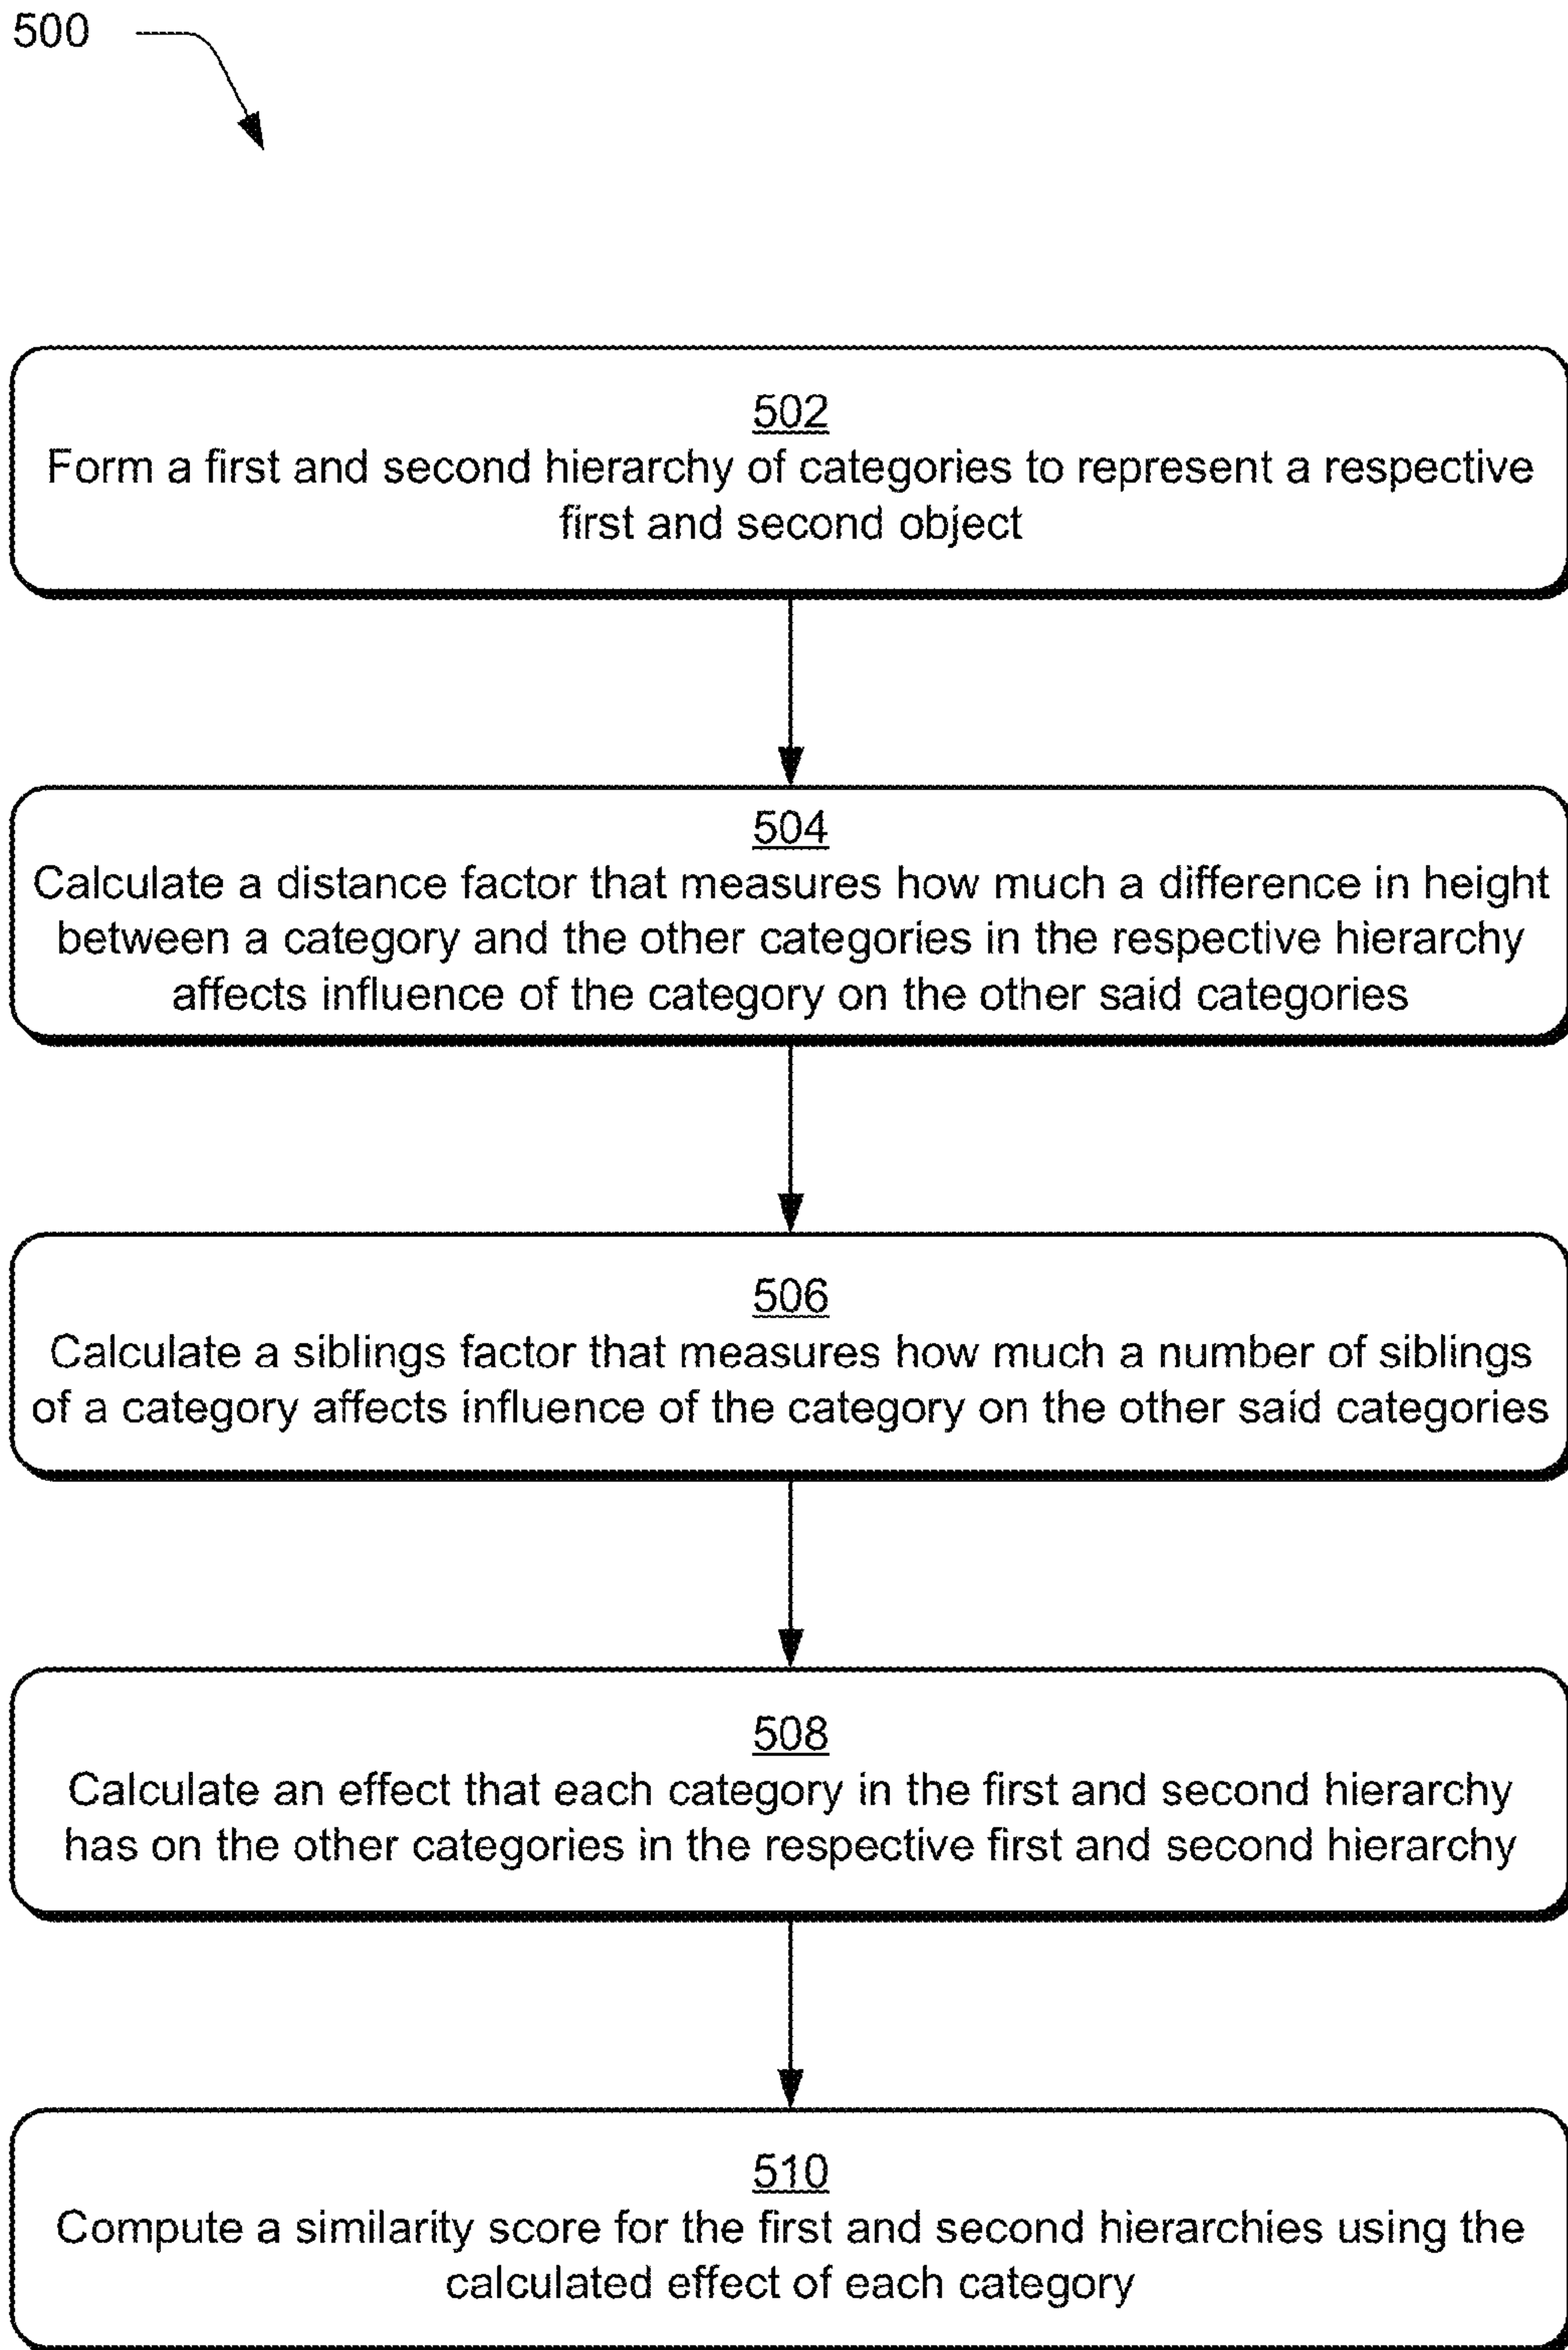 500
502
Form a first and second hierarchy of categories to represent a respective
first and second object
504
Calculate a distance factor that measures how much a difference in height
between a category and the other categories in the respective hierarchy
affects influence of the category on the other said categories
506
Calculate a siblings factor that measures how much a number of siblings
of a category affects influence of the category on the other said categories
508
Calculate an effect that each category in the first and second hierarchy
has on the other categories in the respective first and second hierarchy
510
Compute a similarity score for the first and second hierarchies using the
calculated effect of each category